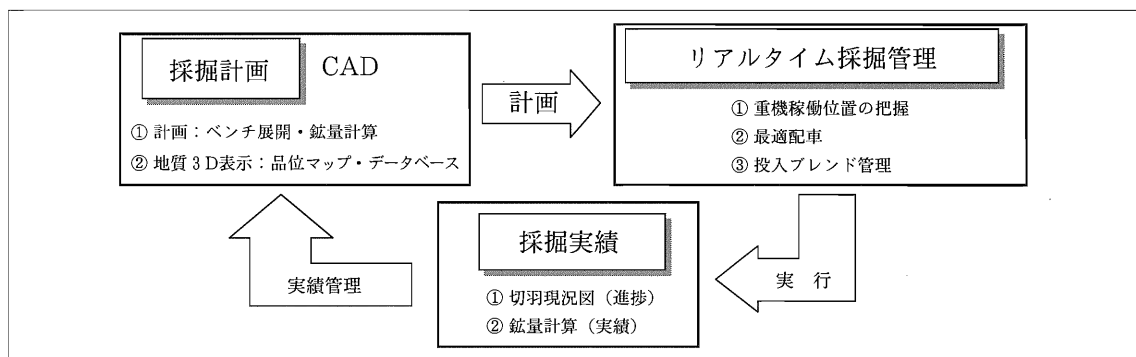 採掘計画 CAD
① 計画：ベンチ展開・鉱量計算
② 地質3D表示：品位マップ・データベース
計画
リアルタイム採掘管理
① 重機稼働位置の把握
② 最適配車
③ 投入ブレンド管理
実 行
採掘実績
① 切羽現況図（進捗）
② 鉱量計算（実績）
実績管理